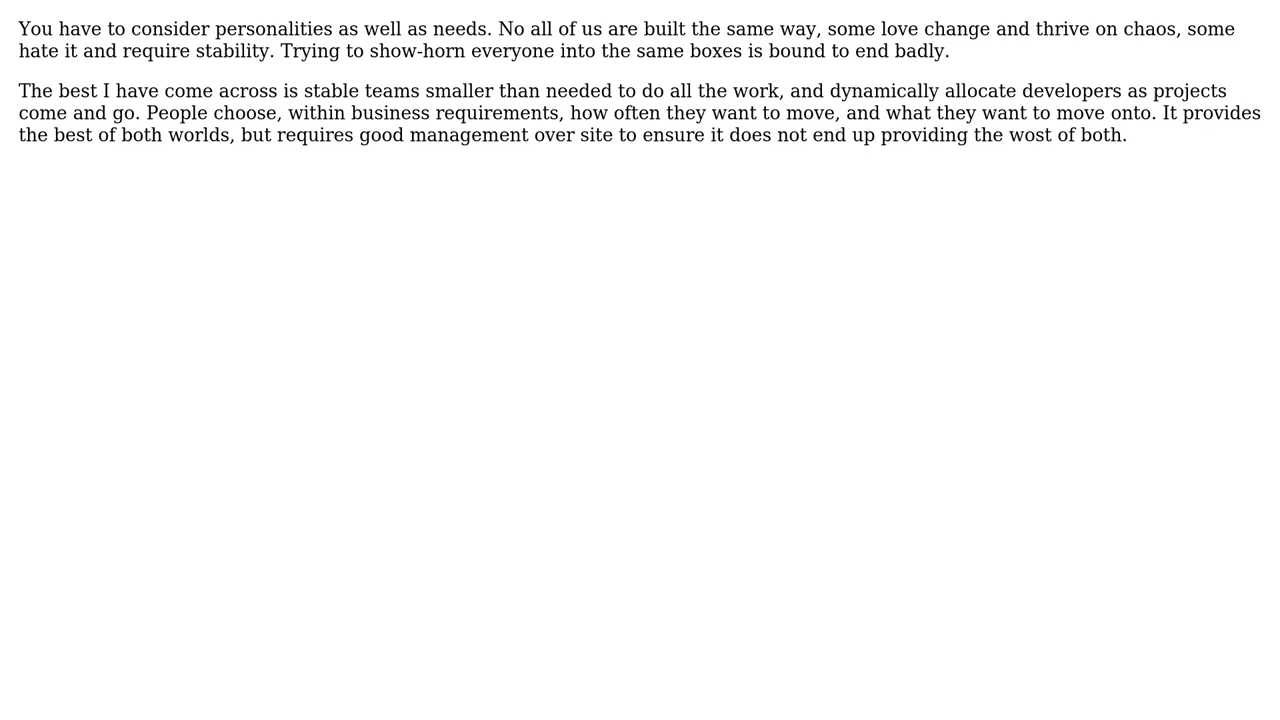 You have to consider personalities as well as needs. No all of us are built the same way, some love change and thrive on chaos, some
hate it and require stability. Trying to show-horn everyone into the same boxes is bound to end badly.
The best I have come across is stable teams smaller than needed to do all the work, and dynamically allocate developers as projects
come and go. People choose, within business requirements, how often they want to move, and what they want to move onto. It provides
the best of both worlds, but requires good management over site to ensure it does not end up providing the wost of both.